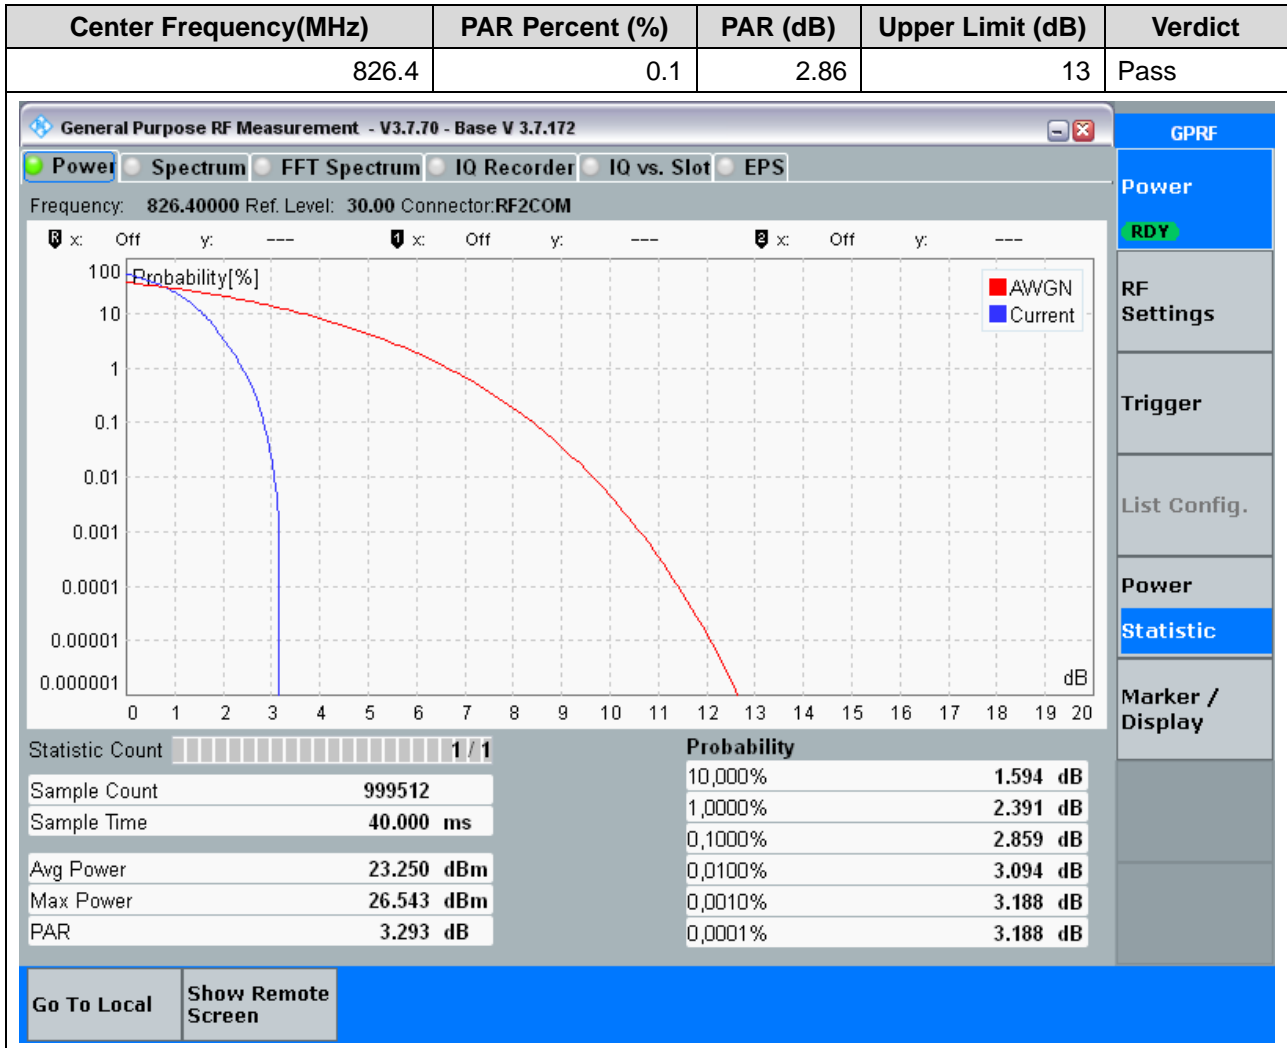 Center Frequency(MHz) PAR Percent (%) PAR (dB) Upper Limit (dB) Verdict
826.4 0.1 2.86 13 Pass
General Purpose RF Measurement - V3.7.70 - Base V 3.7.172
GPRF
Power Spectrum FFT Spectrum IQ Recorder IQ vs. Slot EPS
Power
RDY
Frequency: 826.40000 Ref. Level: 30.00 Connector:RF2COM
R x: Off y: --- 1 x: Off y: --- 2 x: Off y: ---
Probability[%]
100
10
1
0.1
0.01
0.001
0.0001
0.00001
0.000001
AWGN
Current
dB
0 1 2 3 4 5 6 7 8 9 10 11 12 13 14 15 16 17 18 19 20
RF
Settings
Trigger
List Config.
Power
Statistic
Marker /
Display
Statistic Count 1 / 1
Sample Count 999512
Sample Time 40.000 ms
Avg Power 23.250 dBm
Max Power 26.543 dBm
PAR 3.293 dB
Probability
10,000% 1.594 dB
1,0000% 2.391 dB
0,1000% 2.859 dB
0,0100% 3.094 dB
0,0010% 3.188 dB
0,0001% 3.188 dB
Go To Local
Show Remote
Screen